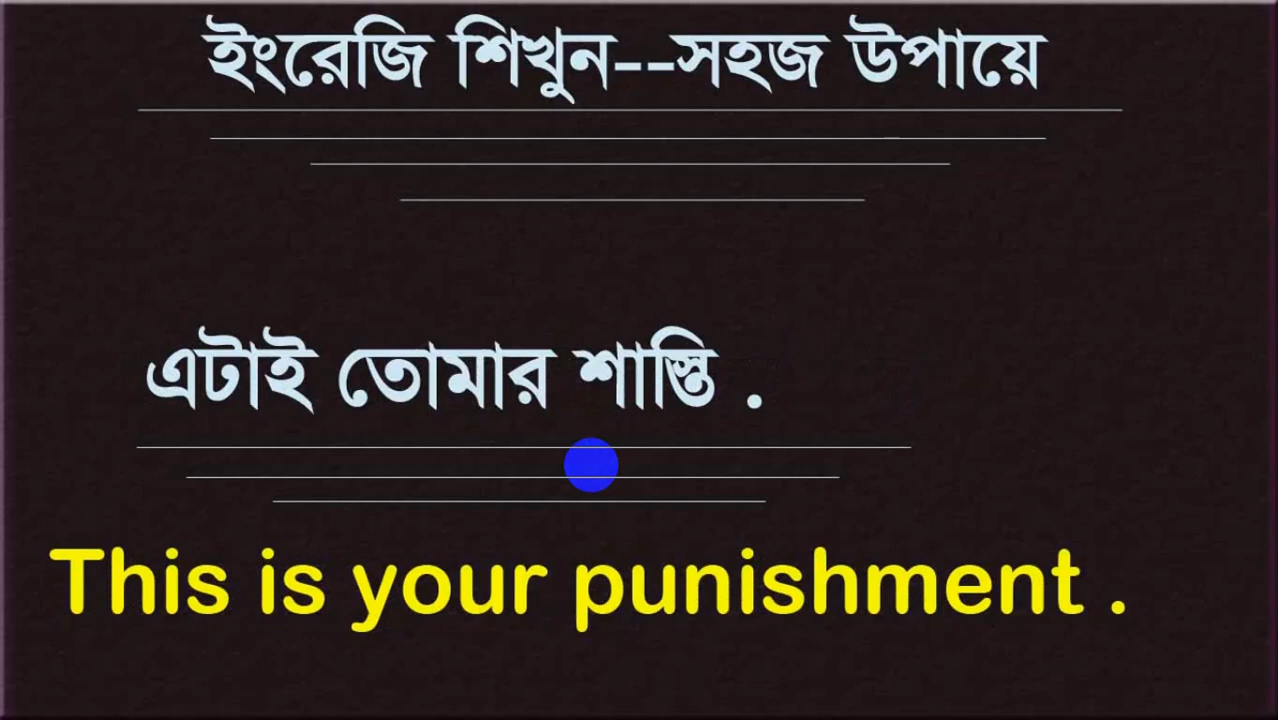 ইংরেজি শিখুন--সহজ উপায়ে
এটাই তোমার শাস্তি .
This is your punishment .